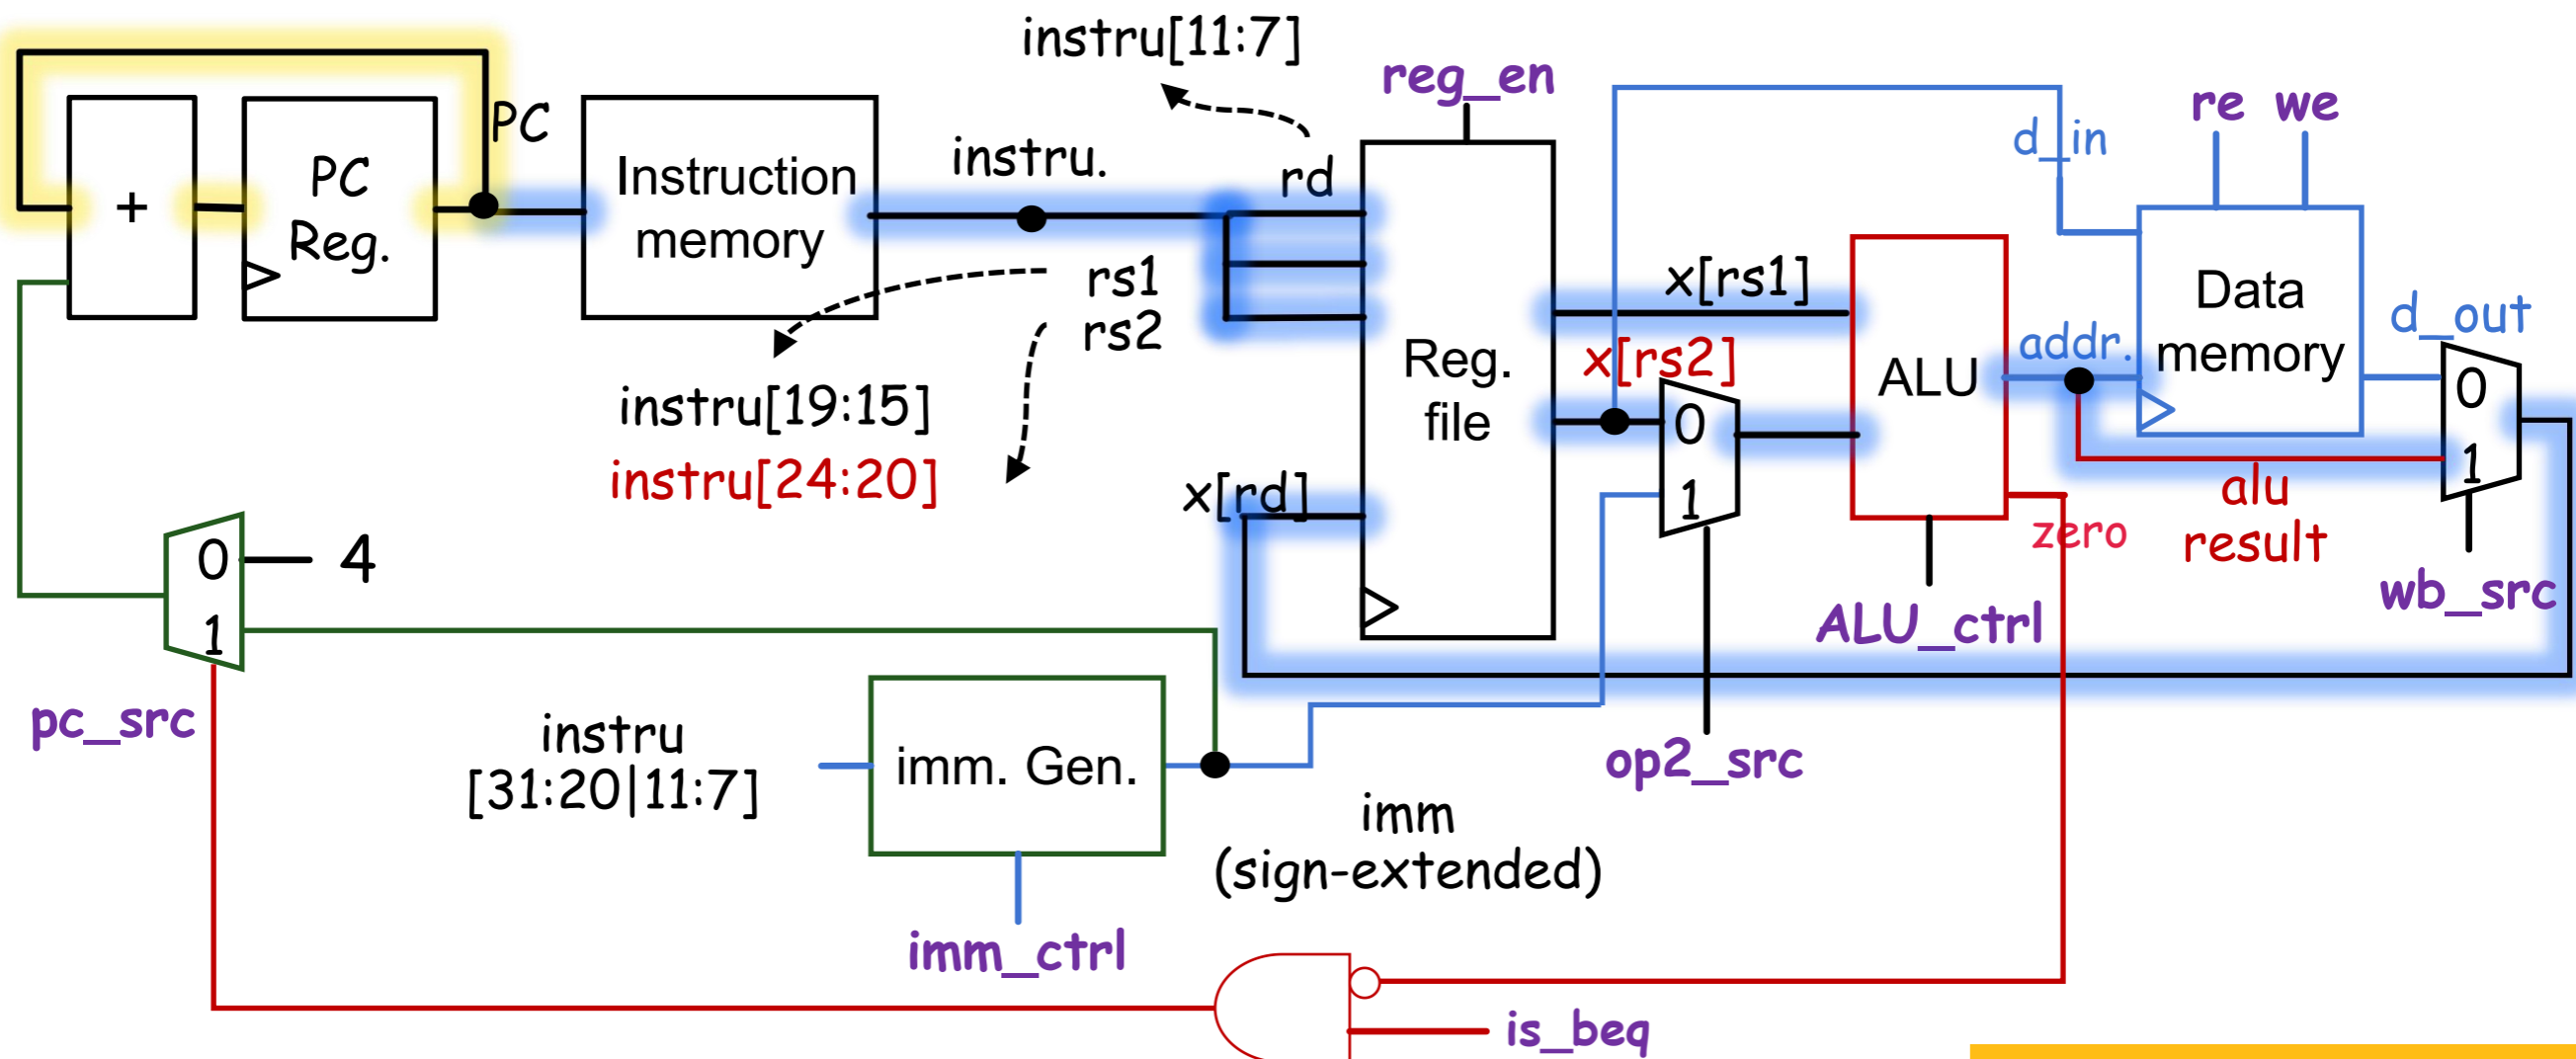 instru[11:7]
reg_en
re we
PC
d_in
+
PC
Reg.
Instruction
memory
instru.
rd
rs1
rs2
x[rs1]
Data
memory
d_out
x[rs2]
addr.
Reg.
file
ALU
0
1
0
1
instru[19:15]
instru[24:20]
x[rd]
alu
result
zero
0
1
4
wb_src
ALU_ctrl
pc_src
instru
[31:20|11:7]
imm. Gen.
op2_src
imm
(sign-extended)
imm_ctrl
is_beq